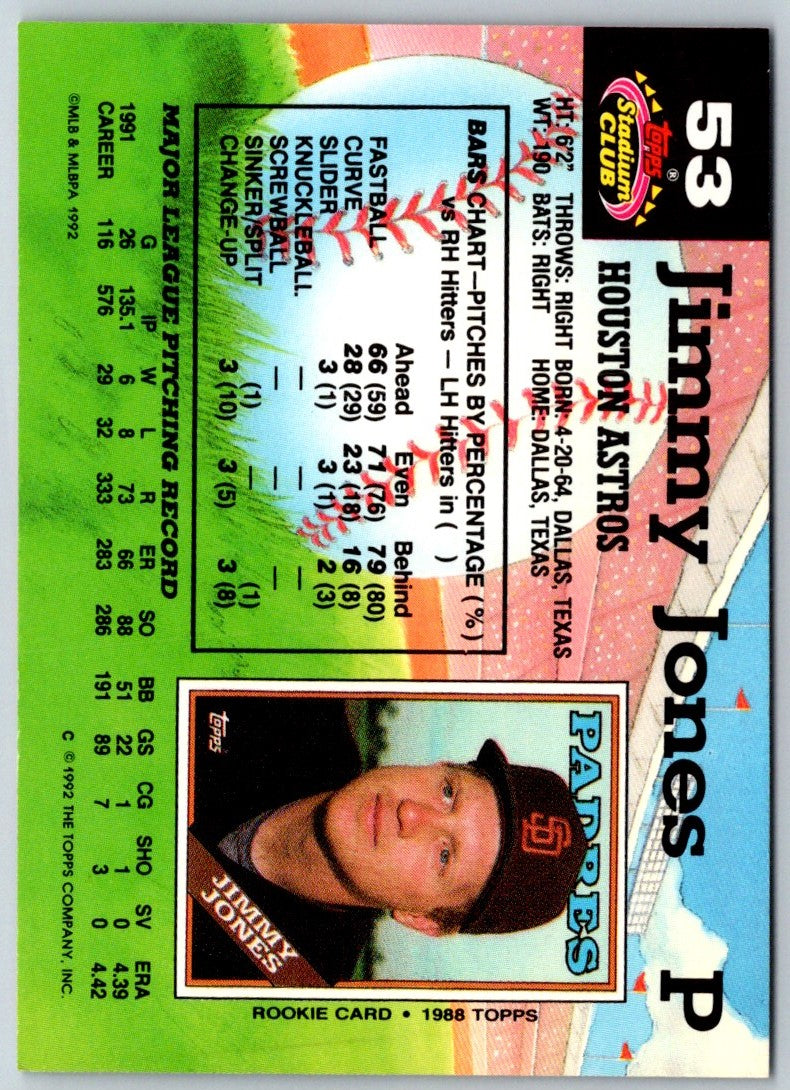 53 Jimmy Jones P
topps®
Stadium
CLUB
HOUSTON ASTROS
HT: 6'2" THROWS: RIGHT BORN: 4-20-64, DALLAS, TEXAS
WT: 190 BATS: RIGHT HOME: DALLAS, TEXAS
BARS CHART—PITCHES BY PERCENTAGE (%)
vs RH Hitters – LH Hitters in ( )
Ahead Even Behind
FASTBALL 66 (59) 71 (76) 79 (80)
CURVE 28 (29) 23 (18) 16 (8)
SLIDER 3 (1) 3 (1) 2 (3)
KNUCKLEBALL — — —
SCREWBALL — — —
SINKER/SPLIT (1) — (1)
CHANGE-UP 3 (10) 3 (5) 3 (8)
PADRES
SD
topps
JIMMY
JONES
ROOKIE CARD • 1988 TOPPS
MAJOR LEAGUE PITCHING RECORD
G IP W L R ER SO BB GS CG SHO SV ERA
1991 26 135.1 6 8 73 66 88 51 22 1 1 0 4.39
CAREER 116 576 29 32 333 283 286 191 89 7 3 0 4.42
©MLB & MLBPA 1992 C ©1992 THE TOPPS COMPANY, INC.